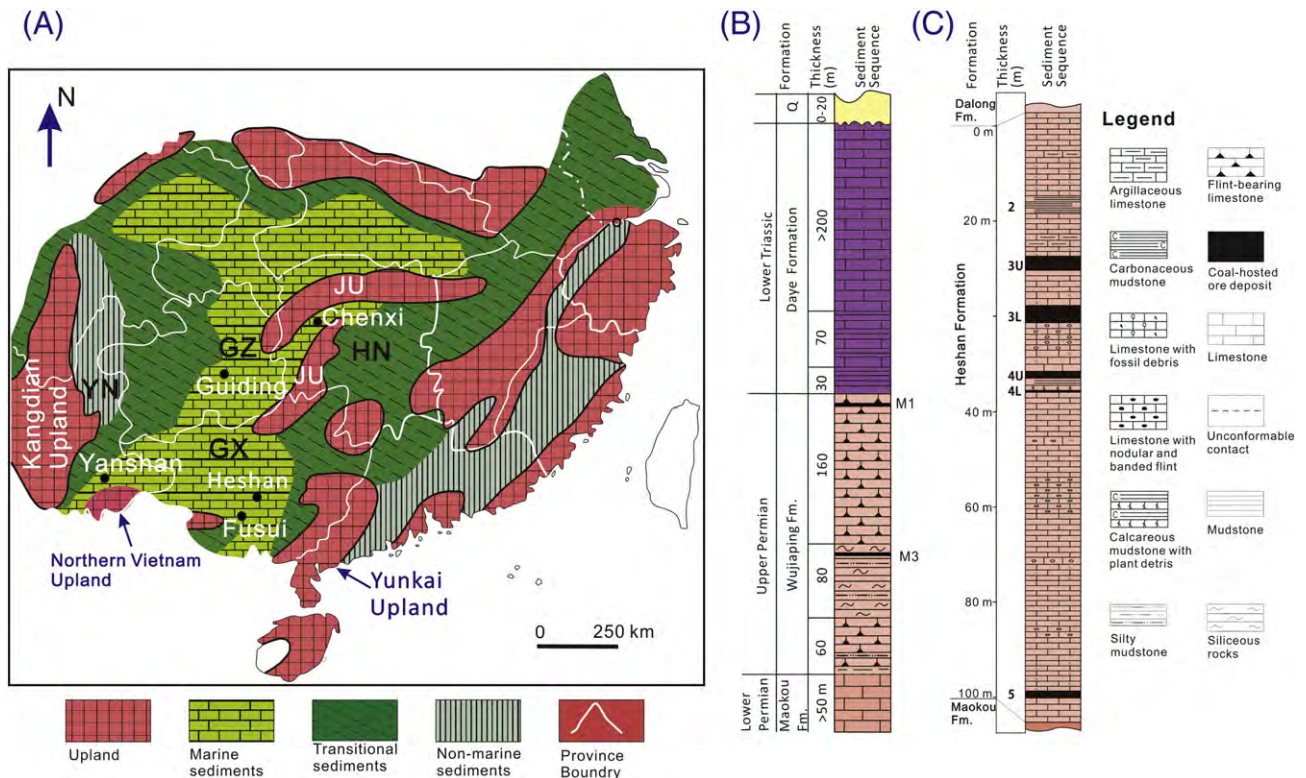 (A)
N
JU
Chenxi
GZ
HN
Guiding
JU
YN
Kangdian
Upland
GX
Yanshan
Heshan
Fusui
Northern Vietnam
Upland
Yunkai
Upland
0 250 km
Upland
Marine
sediments
Transitional
sediments
Non-marine
sediments
Province
Boundry
(B)
Formation
Thickness
(m)
Sediment
Sequence
Q
0-20
Lower Triassic
Daye Formation
>200
70
30
Upper Permian
Wujiaping Fm.
160
80
60
M1
M3
Lower
Permian
Maokou
Fm.
>50 m
(C)
Formation
Thickness
(m)
Sediment
Sequence
Dalong
Fm.
0 m
2
20 m
3U
3L
4U
4L
40 m
Heshan Formation
60 m
80 m
100 m
5
Maokou
Fm.
Legend
Argillaceous
limestone
Flint-bearing
limestone
C
C
C
Carbonaceous
mudstone
Coal-hosted
ore deposit
Limestone with
fossil debris
Limestone
Limestone with
nodular and
banded flint
Unconformable
contact
C
C
Calcareous
mudstone with
plant detris
Mudstone
Silty
mudstone
Siliceous
rocks